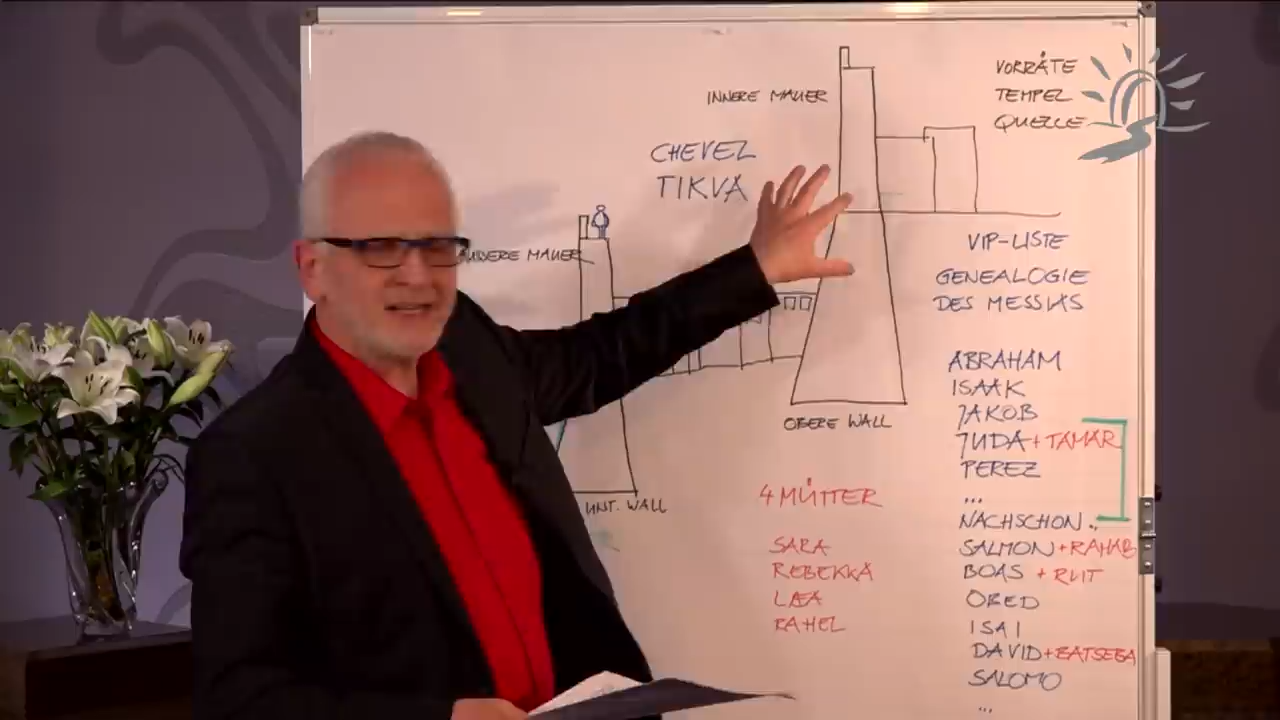 INNERE MAUER
VORRÄTE
TEMPEL
QUELLE
CHEVEL
TIKVA
MAUER
VIP-LISTE
GENEALOGIE
DES MESSIAS
ABRAHAM
ISAAK
JAKOB
JUDA + TAMAR
PEREZ
...
NACHSCHON..
SALMON + RAHAB
BOAS + RUT
OBED
ISAI
DAVID + BATSEBA
SALOMO
...
OBERE WALL
UNT. WALL
4 MÜTTER
SARA
REBEKKA
LEA
RAHEL